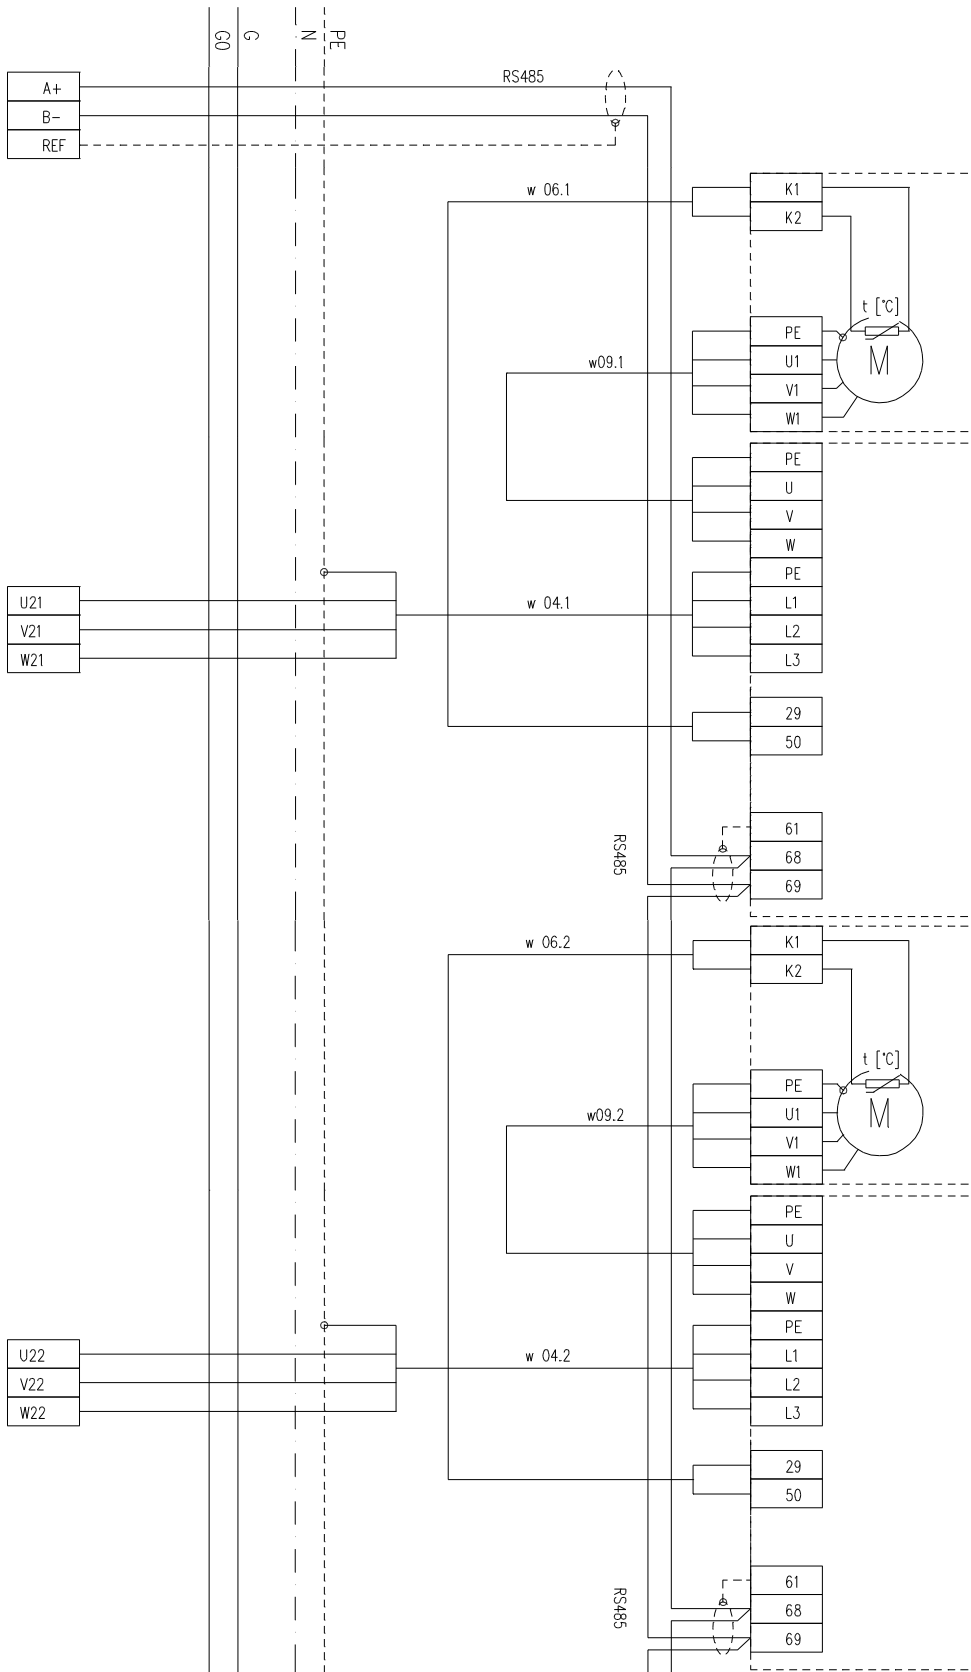 G0
G
N
PE
RS485
A+
B-
REF
w 06.1
K1
K2
t [°C]
PE
w09.1
U1
M
V1
W1
PE
U
V
W
PE
U21
w 04.1
L1
V21
L2
W21
L3
29
50
RS485
61
68
69
w 06.2
K1
K2
t [°C]
PE
w09.2
U1
M
V1
W1
PE
U
V
W
PE
U22
w 04.2
L1
V22
L2
W22
L3
29
50
RS485
61
68
69